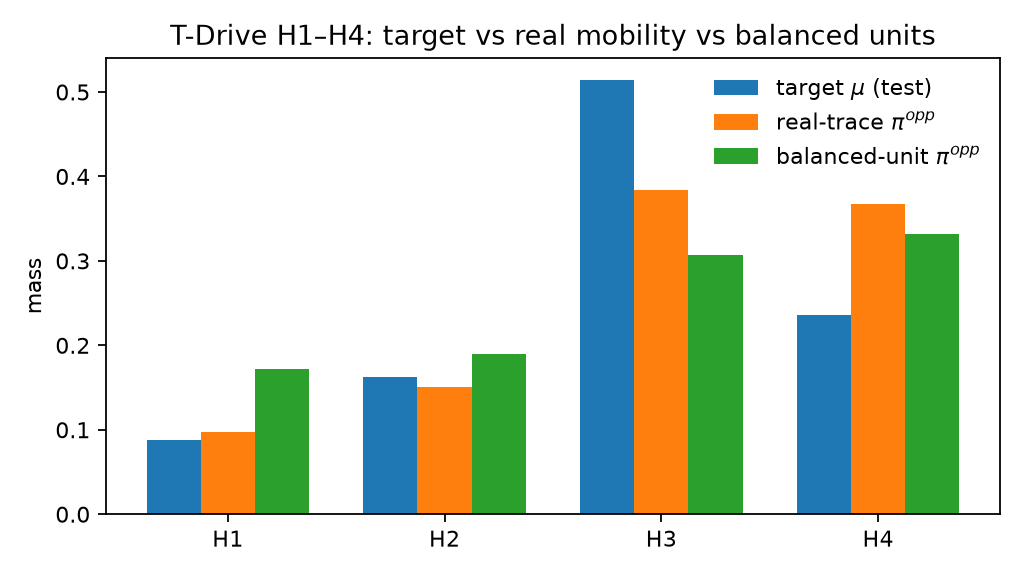 T-Drive H1–H4: target vs real mobility vs balanced units
target μ (test)
real-trace π^opp
balanced-unit π^opp
mass
0.5
0.4
0.3
0.2
0.1
0.0
H1 H2 H3 H4